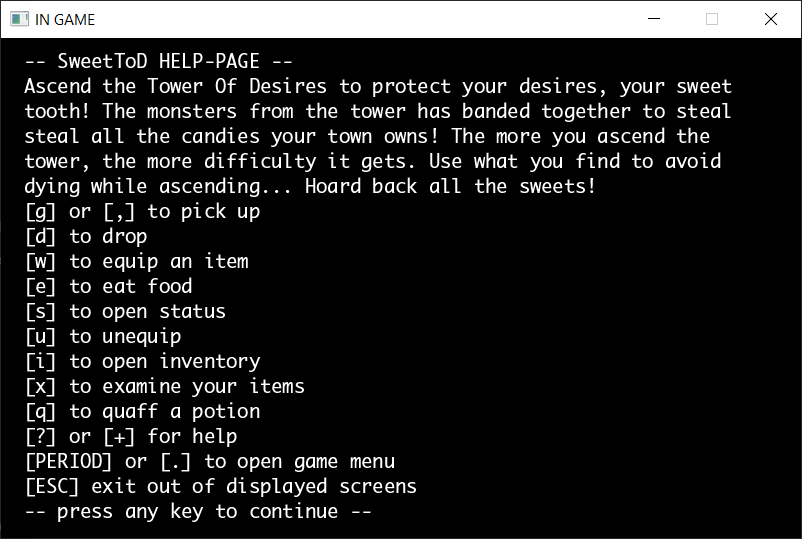 IN GAME
-- SweetToD HELP-PAGE --
Ascend the Tower Of Desires to protect your desires, your sweet
tooth! The monsters from the tower has banded together to steal
steal all the candies your town owns! The more you ascend the
tower, the more difficulty it gets. Use what you find to avoid
dying while ascending... Hoard back all the sweets!
[g] or [,] to pick up
[d] to drop
[w] to equip an item
[e] to eat food
[s] to open status
[u] to unequip
[i] to open inventory
[x] to examine your items
[q] to quaff a potion
[?] or [+] for help
[PERIOD] or [.] to open game menu
[ESC] exit out of displayed screens
-- press any key to continue --